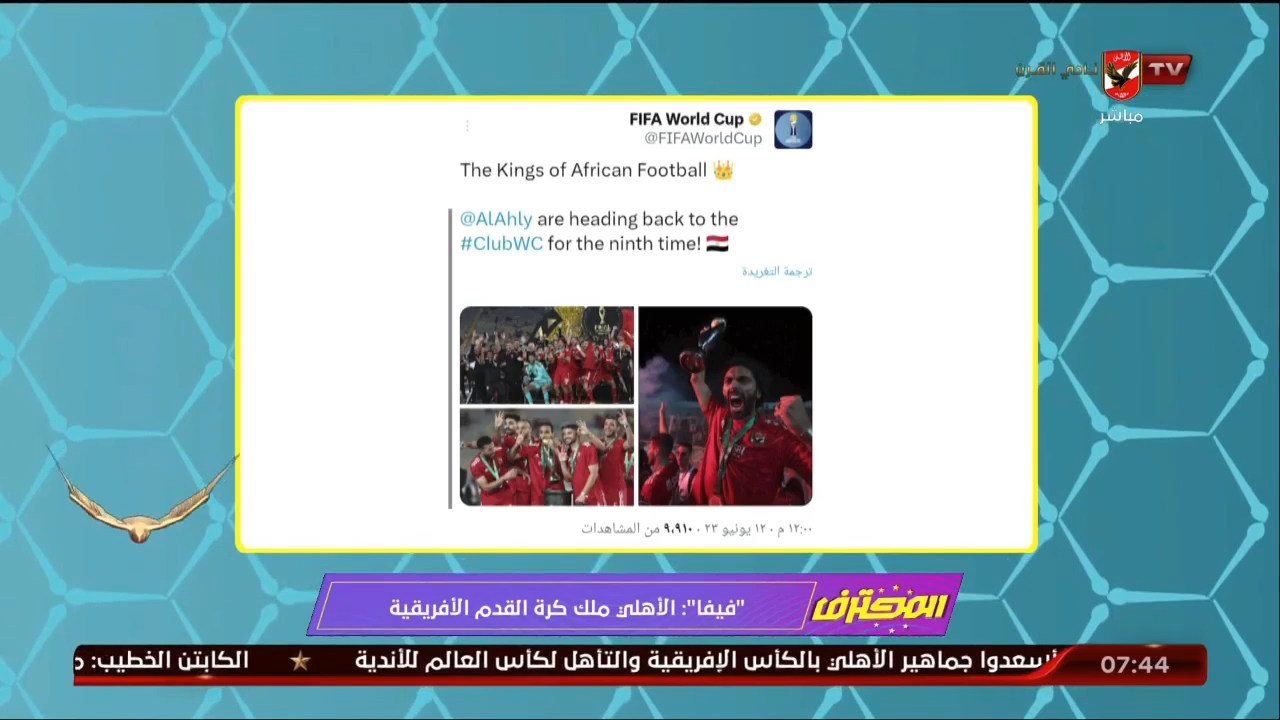 نادي القرن
TV
مباشر
FIFA World Cup
@FIFAWorldCup
The Kings of African Football 👑
@AlAhly are heading back to the
#ClubWC for the ninth time! 🇪🇬
ترجمة التغريدة
١٢:٠٠ م · ١٢ يونيو ٢٣ · ٩،٩١٠ من المشاهدات
المحترف
"فيفا": الأهلي ملك كرة القدم الأفريقية
07:44
أسعدوا جماهير الأهلي بالكأس الإفريقية والتأهل لكأس العالم للأندية ★ الكابتن الخطيب: